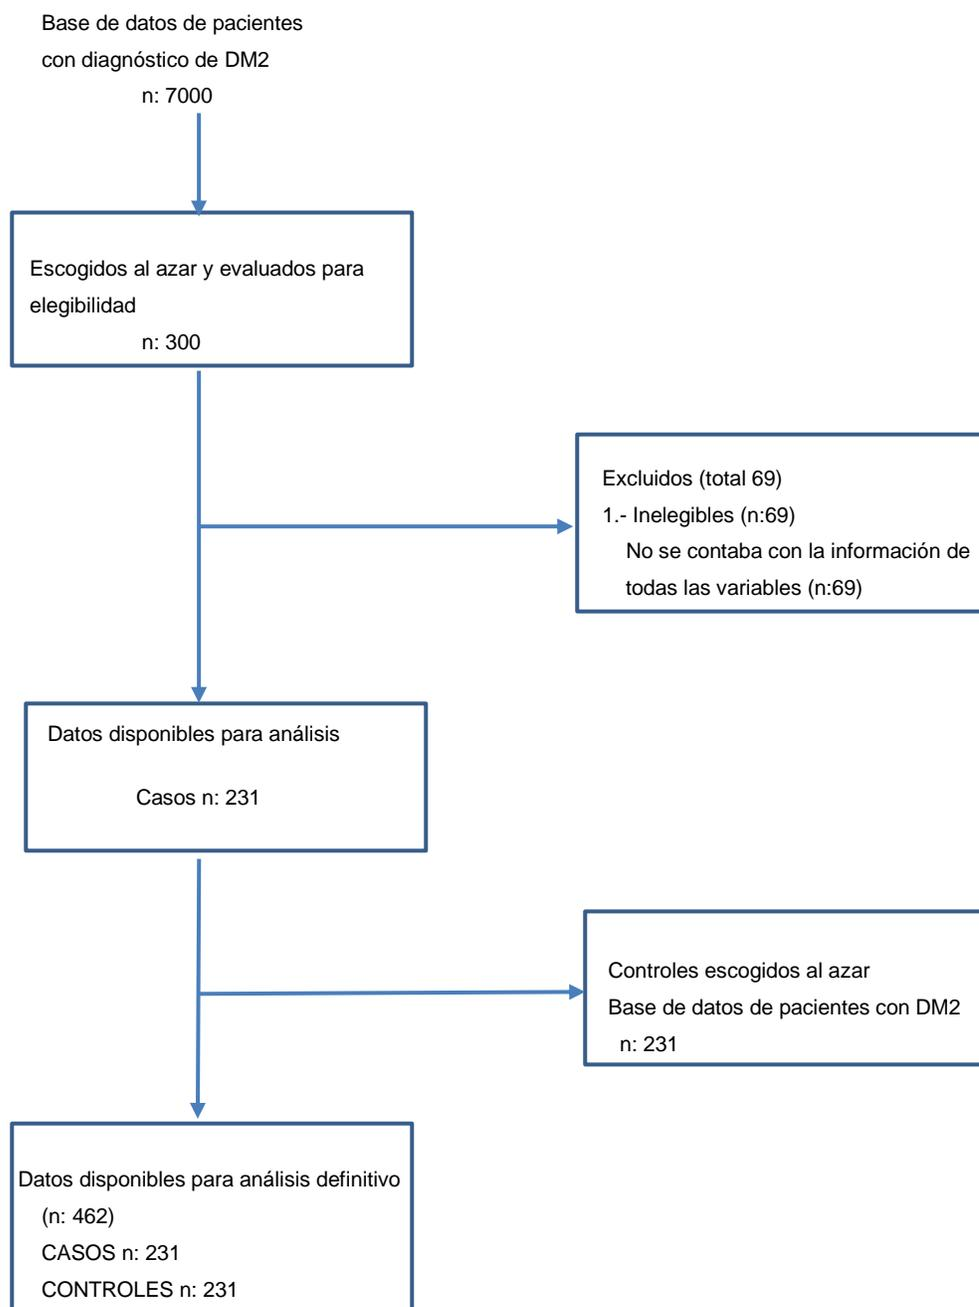 Base de datos de pacientes
con diagnóstico de DM2
n: 7000
Escogidos al azar y evaluados para
elegibilidad
n: 300
Excluidos (total 69)
1.- Inelegibles (n:69)
No se contaba con la información de
todas las variables (n:69)
Datos disponibles para análisis
Casos n: 231
Controles escogidos al azar
Base de datos de pacientes con DM2
n: 231
Datos disponibles para análisis definitivo
(n: 462)
CASOS n: 231
CONTROLES n: 231